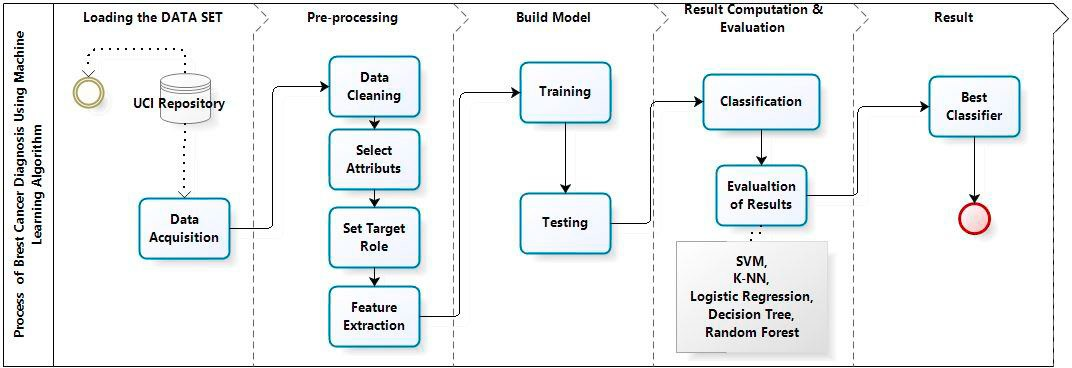 Process of Brest Cancer Diagnosis Using Machine
Learning Algorithm
Loading the DATA SET
UCI Repository
Data
Acquisition
Pre-processing
Data
Cleaning
Select
Attributs
Set Target
Role
Feature
Extraction
Build Model
Training
Testing
Result Computation &
Evaluation
Classification
Evalualtion
of Results
SVM,
K-NN,
Logistic Regression,
Decision Tree,
Random Forest
Result
Best
Classifier